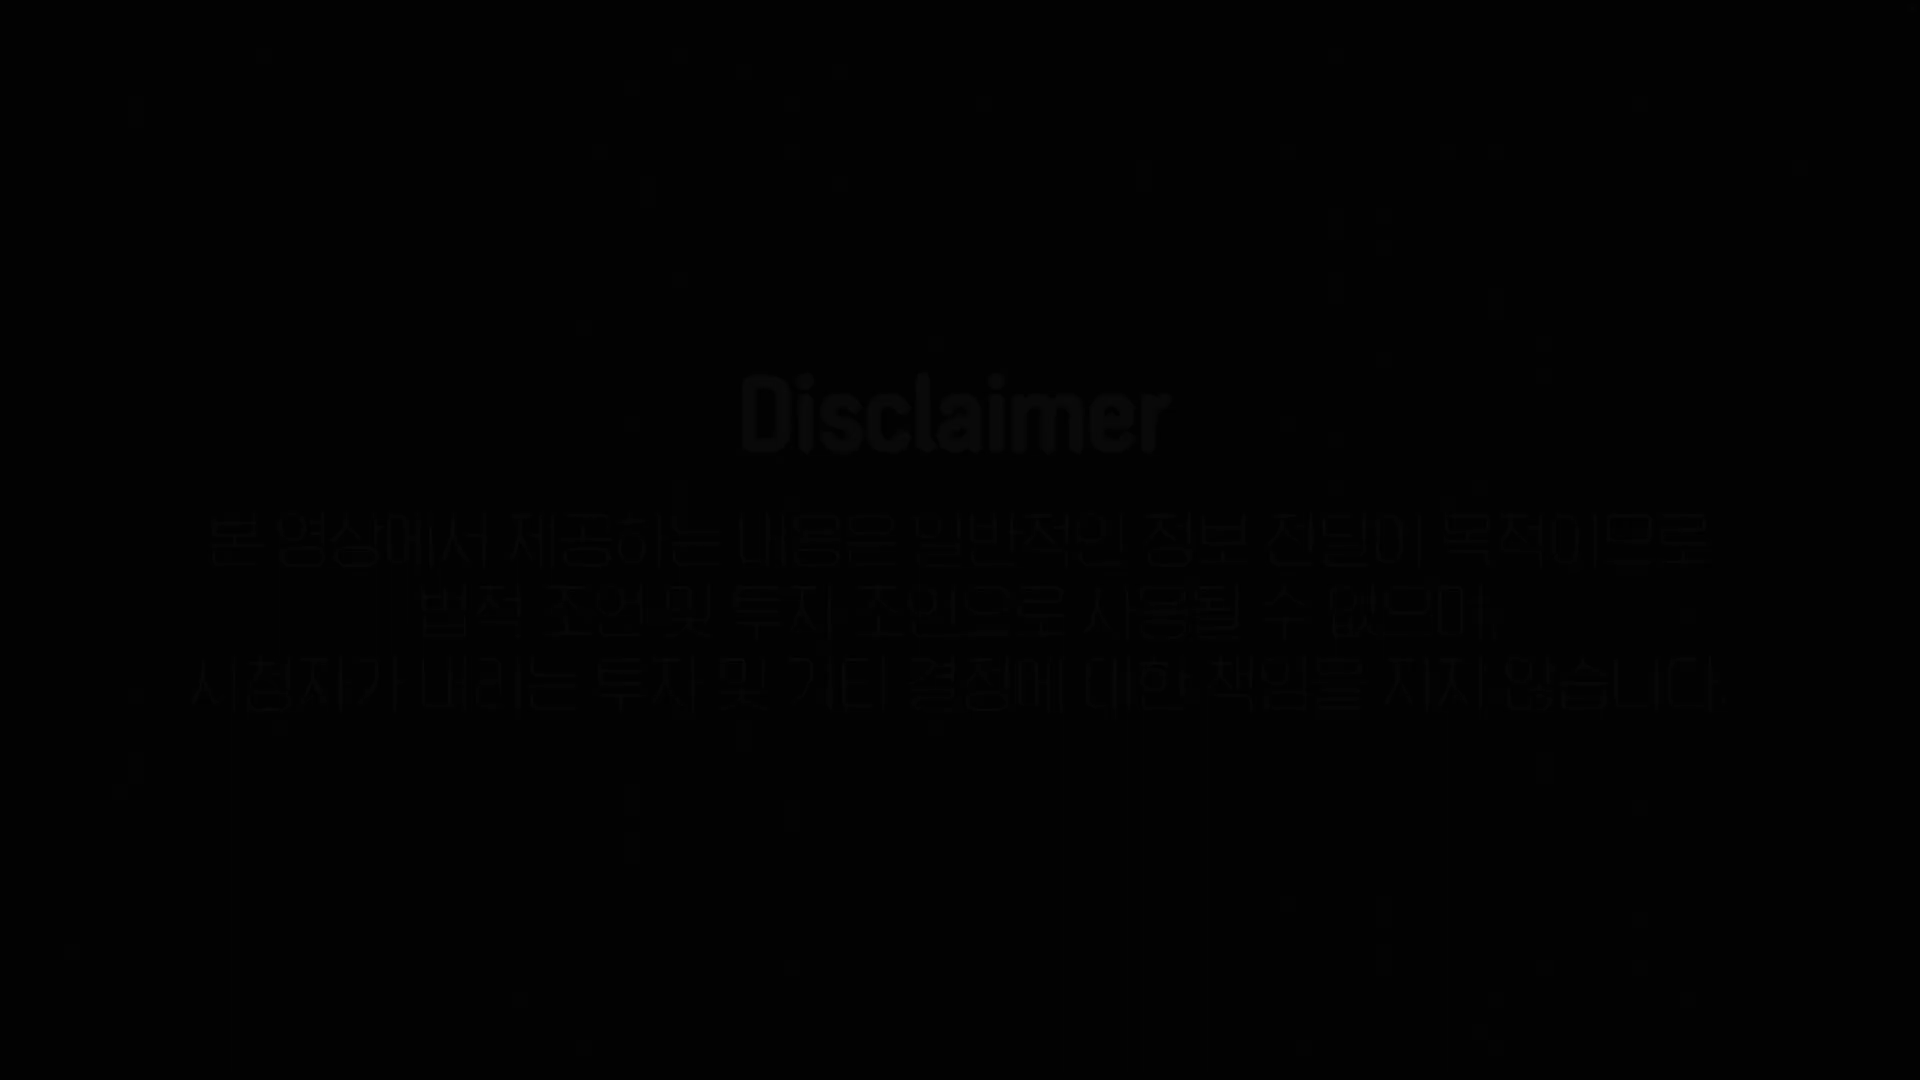 Disclaimer
본 영상에서 제공하는 내용은 일반적인 정보 전달이 목적이므로
법적 조언 및 투자 조언으로 사용될 수 없으며,
시청자가 내리는 투자 및 기타 결정에 대한 책임을 지지 않습니다.